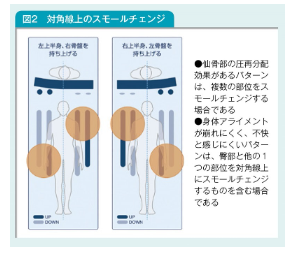 図2 対角線上のスモールチェンジ
左上半身、右骨盤を
持ち上げる
右上半身、左骨盤を
持ち上げる
UP
DOWN
UP
DOWN
●仙骨部の圧再分配
効果があるパターン
は、複数の部位をス
モールチェンジする
場合である
●身体アライメント
が崩れにくく、不快
と感じにくいパター
ンは、臀部と他の1
つの部位を対角線上
にスモールチェンジ
するものを含む場合
である